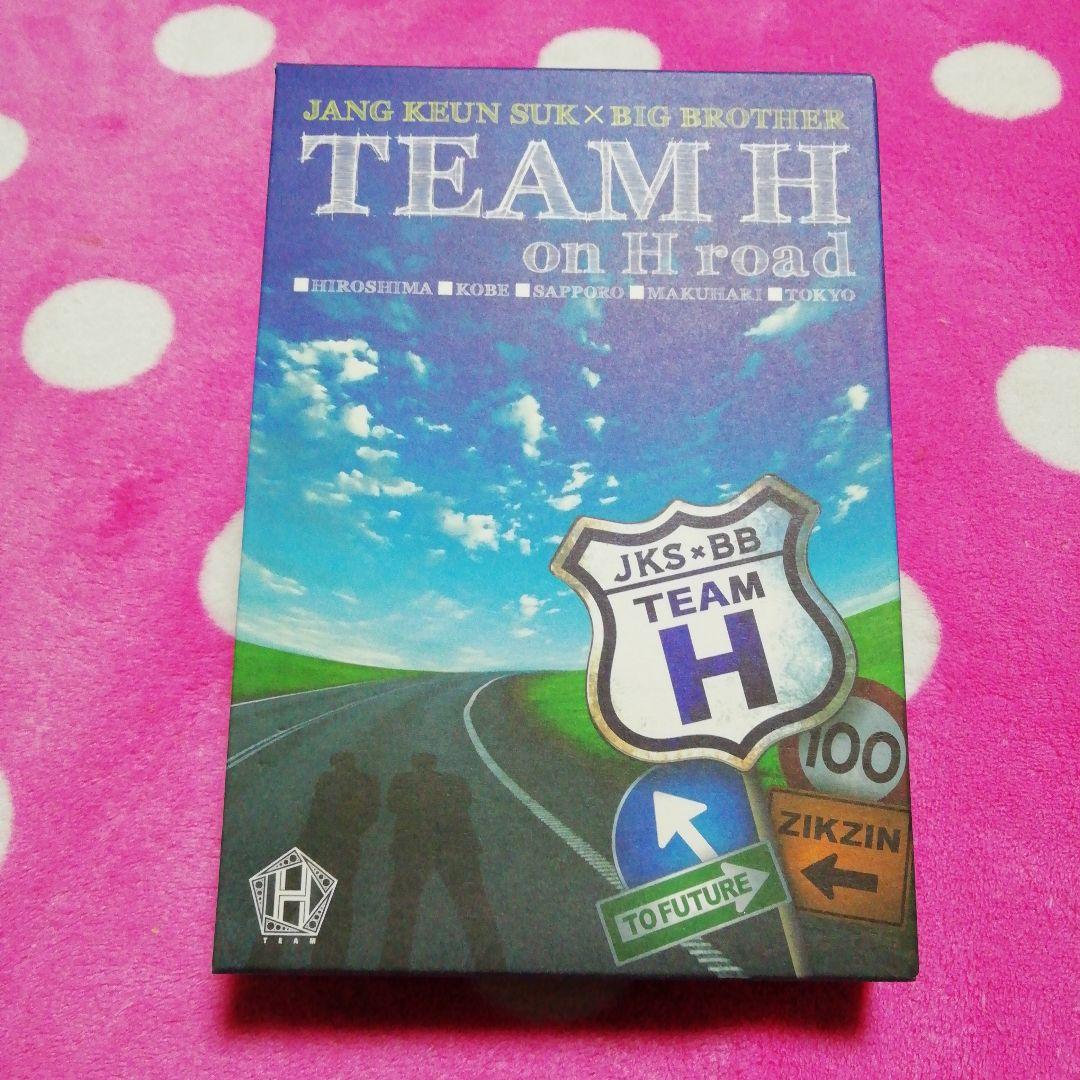 JANG KEUN SUK×BIG BROTHER
TEAM H
on H road
■HIROSHIMA ■KOBE ■SAPPORO ■MAKUHARI ■TOKYO
JKS×BB
TEAM
H
100
ZIKZIN
TO FUTURE
H
TEAM